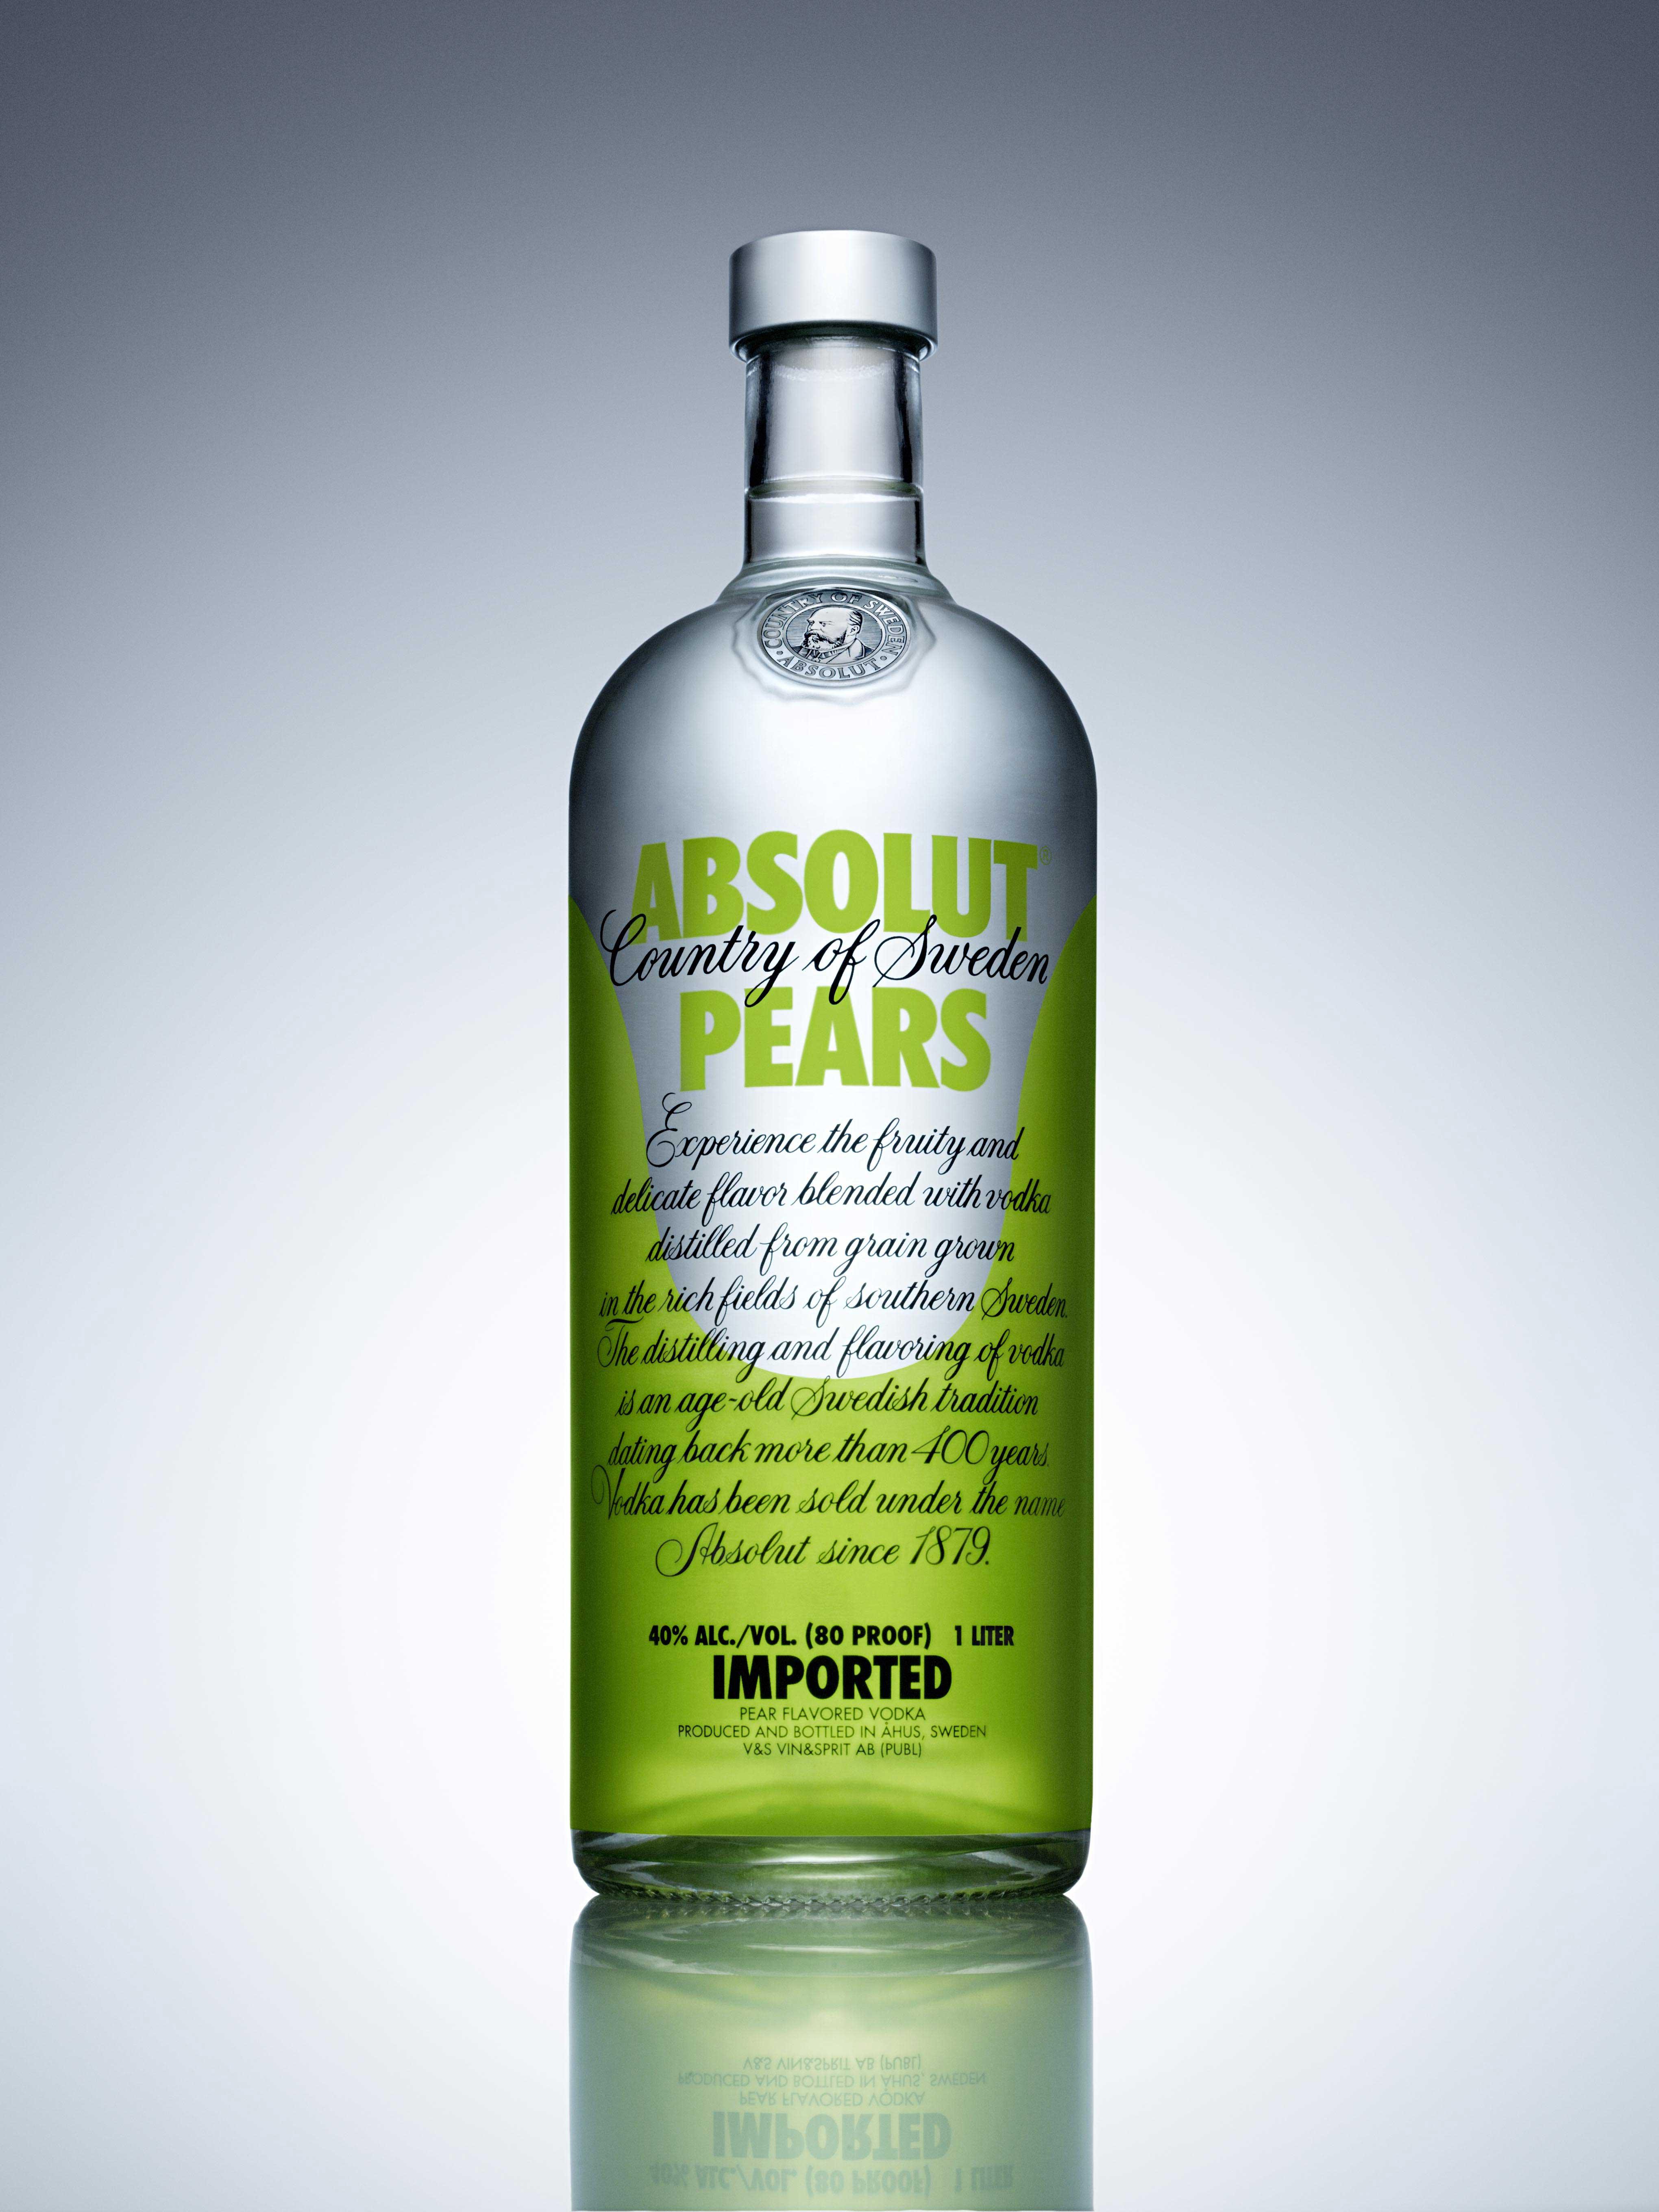 COUNTRY OF SWEDEN
ABSOLUT
ABSOLUT®
Country of Sweden
PEARS
Experience the fruity and
delicate flavor blended with vodka
distilled from grain grown
in the rich fields of southern Sweden.
The distilling and flavoring of vodka
is an age-old Swedish tradition
dating back more than 400 years.
Vodka has been sold under the name
Absolut since 1879.
40% ALC./VOL. (80 PROOF) 1 LITER
IMPORTED
PEAR FLAVORED VODKA
PRODUCED AND BOTTLED IN ÅHUS, SWEDEN
V&S VIN&SPRIT AB (PUBL)